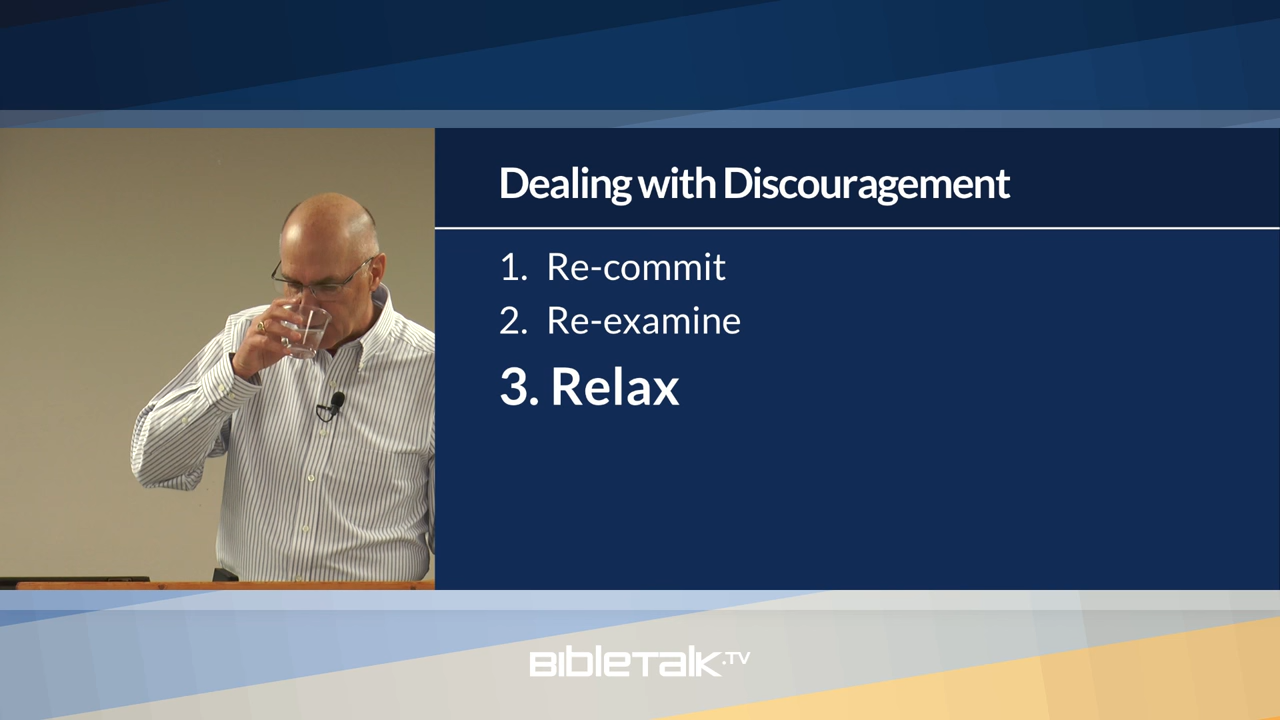 Dealing with Discouragement
1. Re-commit
2. Re-examine
3. Relax
BibleTalk.TV